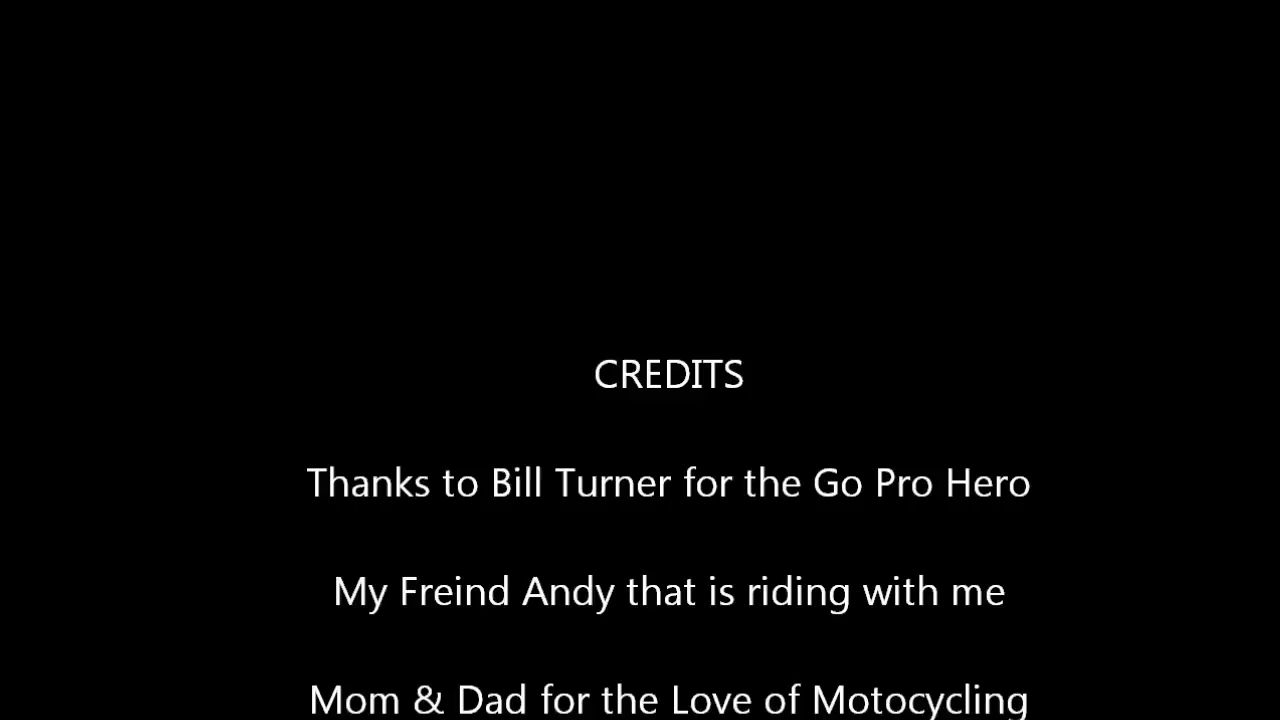 CREDITS
Thanks to Bill Turner for the Go Pro Hero
My Freind Andy that is riding with me
Mom & Dad for the Love of Motocycling